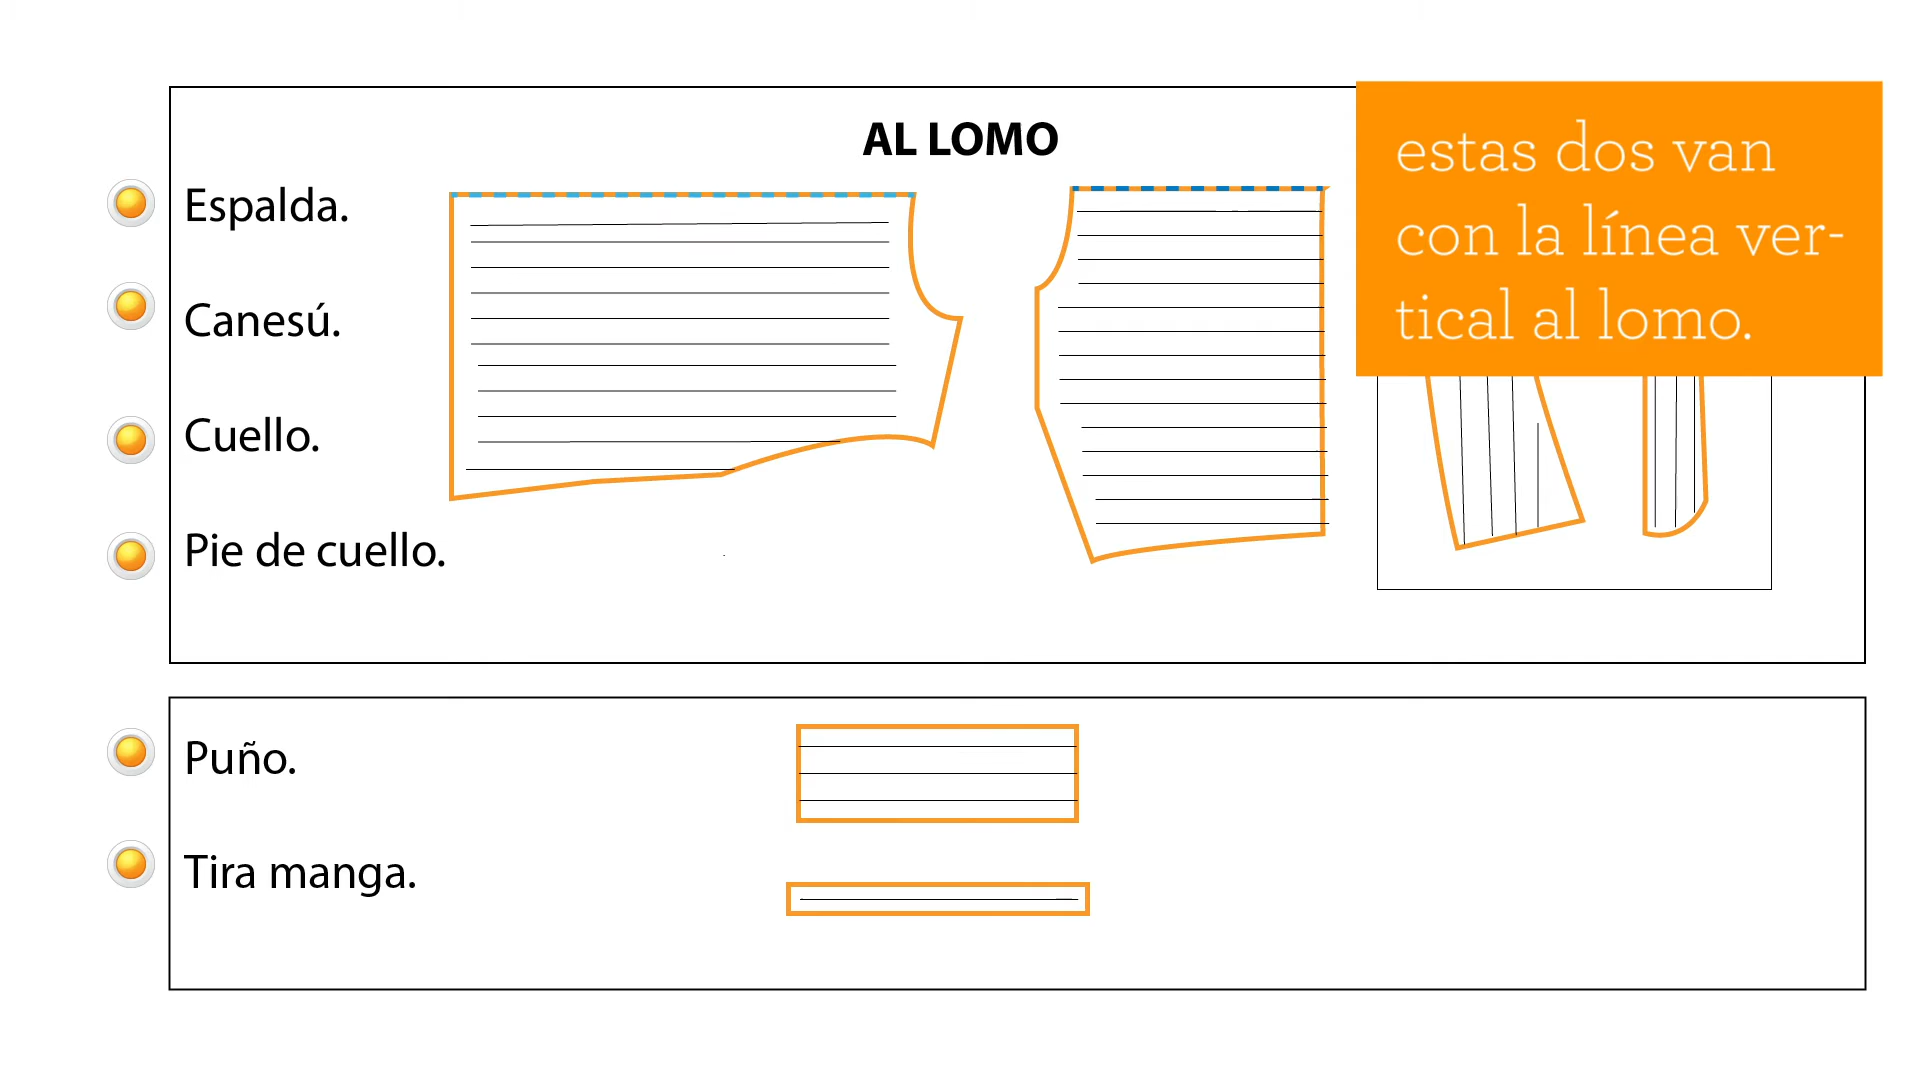 AL LOMO
estas dos van
con la línea ver-
tical al lomo.
Espalda.
Canesú.
Cuello.
Pie de cuello.
Puño.
Tira manga.